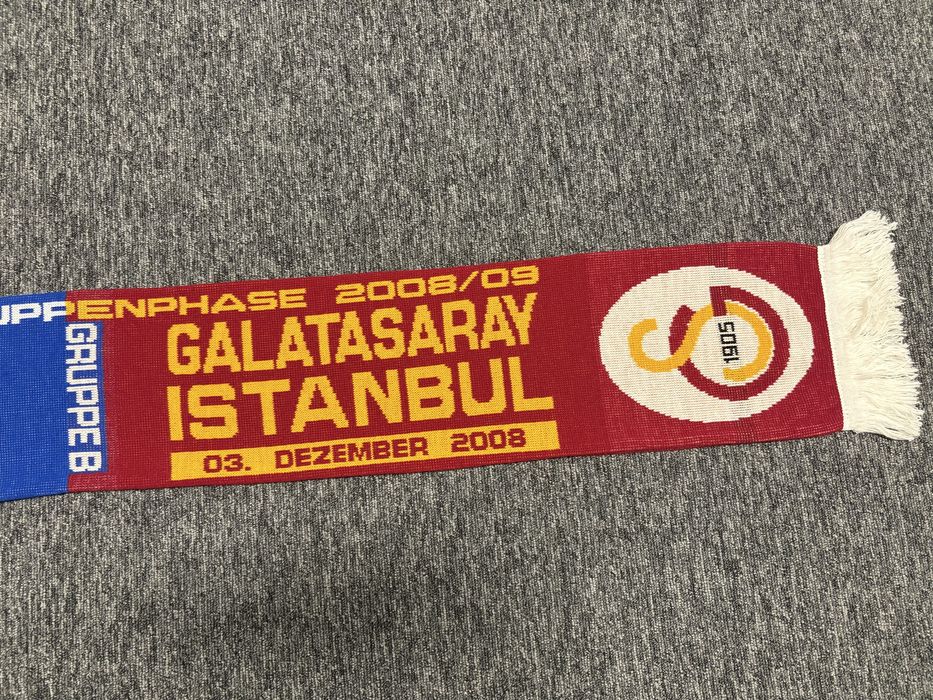 UPPENPHASE 2008/09
GRUPPE B
GALATASARAY
ISTANBUL
03. DEZEMBER 2008
1905